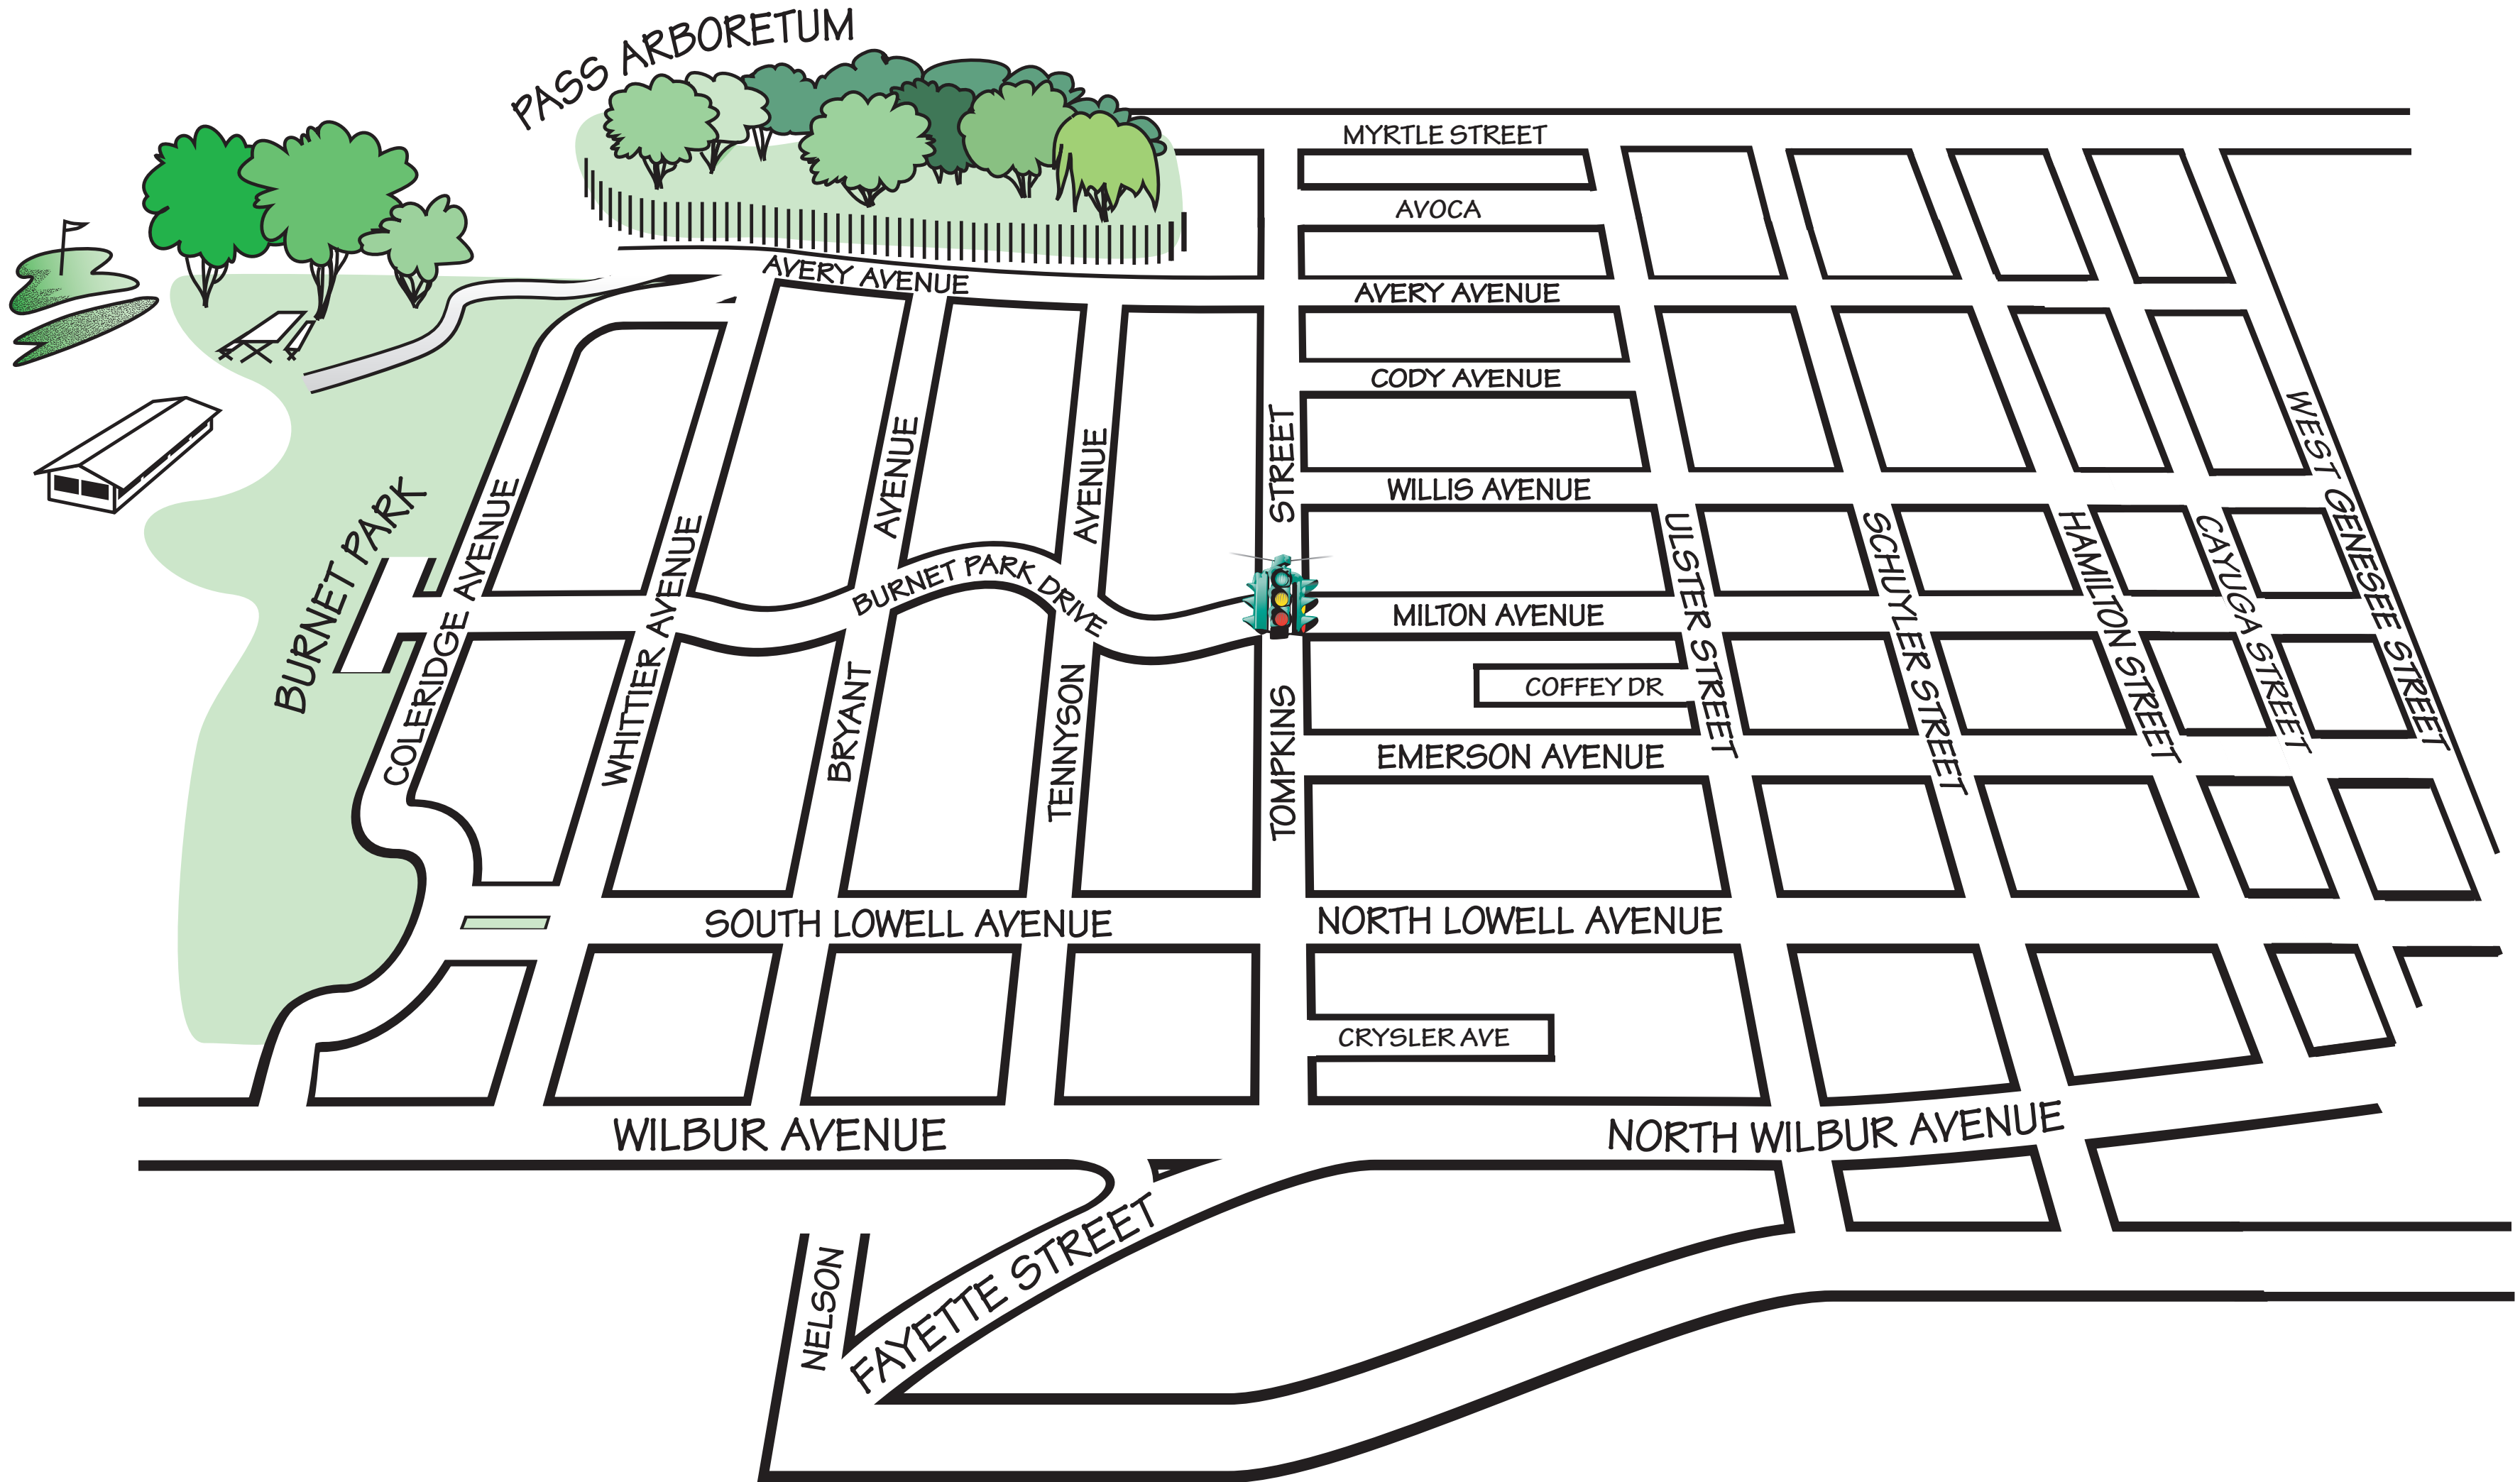 PASS ARBORETUM
MYRTLE STREET
AVOCA
AVERY AVENUE
AVERY AVENUE
CODY AVENUE
WILLIS AVENUE
BURNET PARK
COLERIDGE AVENUE
WHITTIER AVENUE
BRYANT AVENUE
TENNYSON AVENUE
BURNET PARK DRIVE
TOMPKINS STREET
MILTON AVENUE
COFFEY DR
EMERSON AVENUE
ULSTER STREET
SCHUYLER STREET
HAMILTON STREET
CAYUGA STREET
WEST GENESEE STREET
SOUTH LOWELL AVENUE
NORTH LOWELL AVENUE
CRYSLER AVE
WILBUR AVENUE
NORTH WILBUR AVENUE
NELSON
FAYETTE STREET